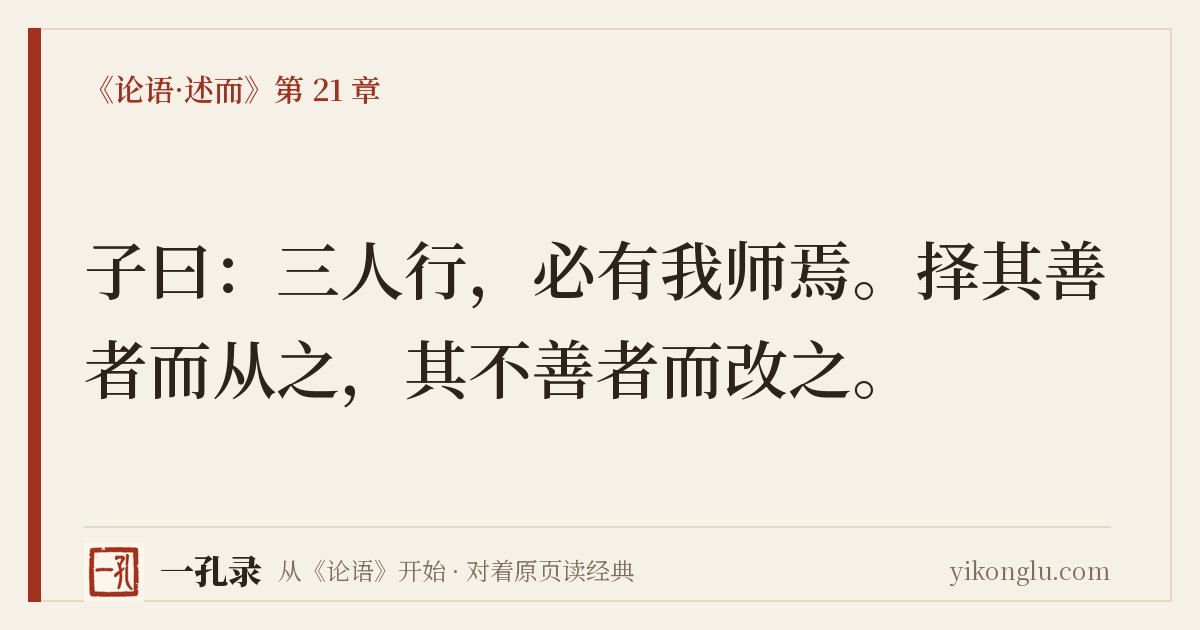 《论语·述而》第 21 章
子曰：三人行，必有我师焉。择其善
者而从之，其不善者而改之。
一孔
一孔录 从《论语》开始 · 对着原页读经典 yikonglu.com